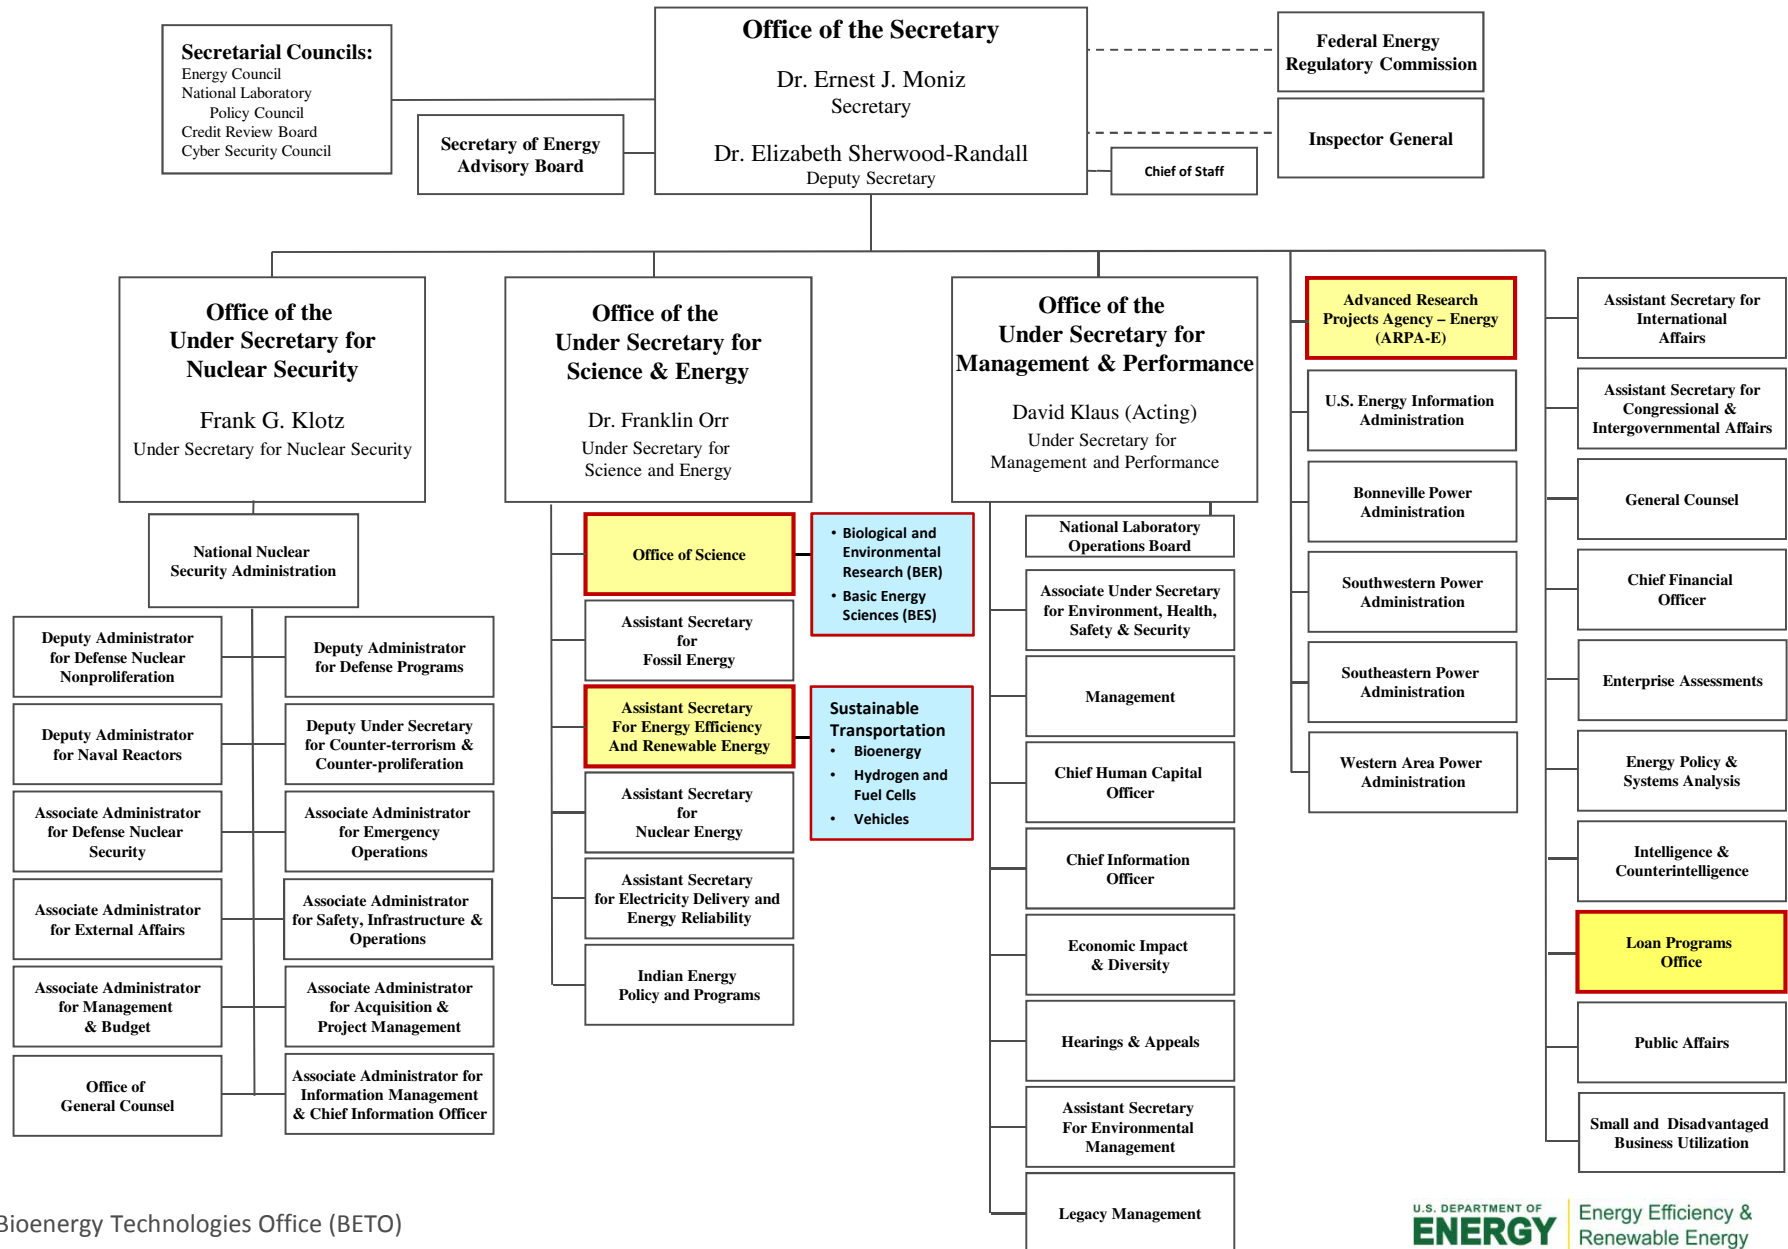 Office of the Secretary
Dr. Ernest J. Moniz
Secretary
Dr. Elizabeth Sherwood-Randall
Deputy Secretary
Secretarial Councils:
Energy Council
National Laboratory
Policy Council
Credit Review Board
Cyber Security Council
Secretary of Energy
Advisory Board
Federal Energy
Regulatory Commission
Inspector General
Chief of Staff
Office of the
Under Secretary for
Nuclear Security
Frank G. Klotz
Under Secretary for Nuclear Security
National Nuclear
Security Administration
Deputy Administrator
for Defense Nuclear
Nonproliferation
Deputy Administrator
for Defense Programs
Deputy Administrator
for Naval Reactors
Deputy Under Secretary
for Counter-terrorism &
Counter-proliferation
Associate Administrator
for Defense Nuclear
Security
Associate Administrator
for Emergency
Operations
Associate Administrator
for External Affairs
Associate Administrator
for Safety, Infrastructure &
Operations
Associate Administrator
for Management
& Budget
Associate Administrator
for Acquisition &
Project Management
Office of
General Counsel
Associate Administrator for
Information Management
& Chief Information Officer
Office of the
Under Secretary for
Science & Energy
Dr. Franklin Orr
Under Secretary for
Science and Energy
Office of Science
• Biological and
Environmental
Research (BER)
• Basic Energy
Sciences (BES)
Assistant Secretary
for
Fossil Energy
Assistant Secretary
For Energy Efficiency
And Renewable Energy
Sustainable
Transportation
• Bioenergy
• Hydrogen and
Fuel Cells
• Vehicles
Assistant Secretary
for
Nuclear Energy
Assistant Secretary
for Electricity Delivery and
Energy Reliability
Indian Energy
Policy and Programs
Office of the
Under Secretary for
Management & Performance
David Klaus (Acting)
Under Secretary for
Management and Performance
National Laboratory
Operations Board
Associate Under Secretary
for Environment, Health,
Safety & Security
Management
Chief Human Capital
Officer
Chief Information
Officer
Economic Impact
& Diversity
Hearings & Appeals
Assistant Secretary
For Environmental
Management
Legacy Management
Advanced Research
Projects Agency – Energy
(ARPA-E)
U.S. Energy Information
Administration
Bonneville Power
Administration
Southwestern Power
Administration
Southeastern Power
Administration
Western Area Power
Administration
Assistant Secretary for
International
Affairs
Assistant Secretary for
Congressional &
Intergovernmental Affairs
General Counsel
Chief Financial
Officer
Enterprise Assessments
Energy Policy &
Systems Analysis
Intelligence &
Counterintelligence
Loan Programs
Office
Public Affairs
Small and Disadvantaged
Business Utilization
Bioenergy Technologies Office (BETO)
U.S. DEPARTMENT OF
ENERGY
Energy Efficiency &
Renewable Energy